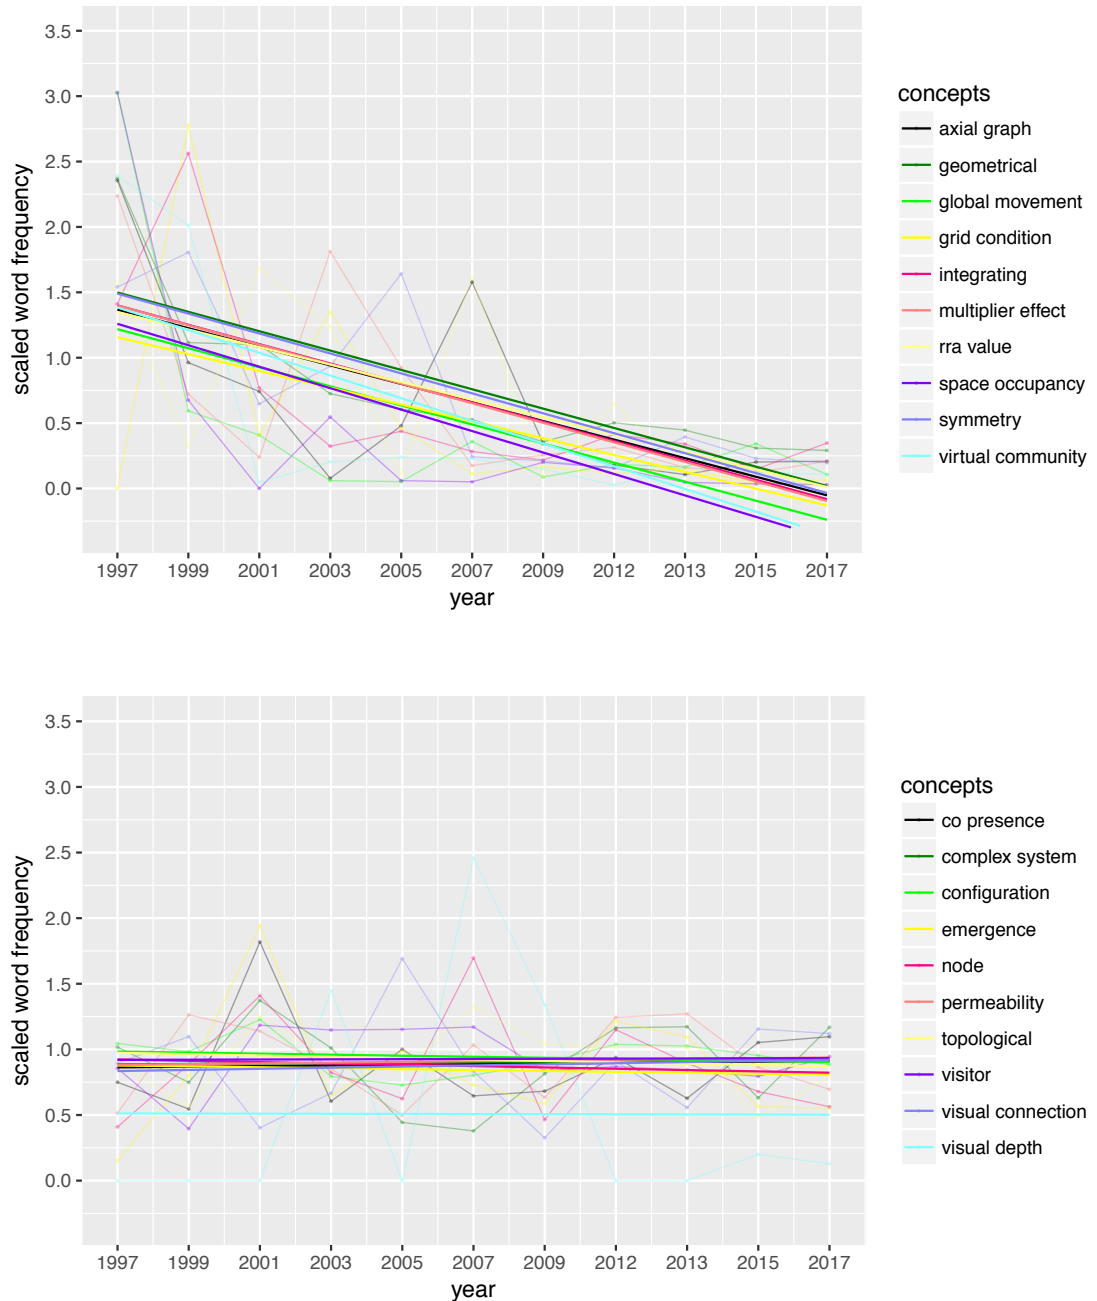 3.5
3.0
2.5
2.0
1.5
1.0
0.5
0.0
scaled word frequency
1997 1999 2001 2003 2005 2007 2009 2012 2013 2015 2017
year
concepts
axial graph
geometrical
global movement
grid condition
integrating
multiplier effect
rra value
space occupancy
symmetry
virtual community
3.5
3.0
2.5
2.0
1.5
1.0
0.5
0.0
scaled word frequency
1997 1999 2001 2003 2005 2007 2009 2012 2013 2015 2017
year
concepts
co presence
complex system
configuration
emergence
node
permeability
topological
visitor
visual connection
visual depth